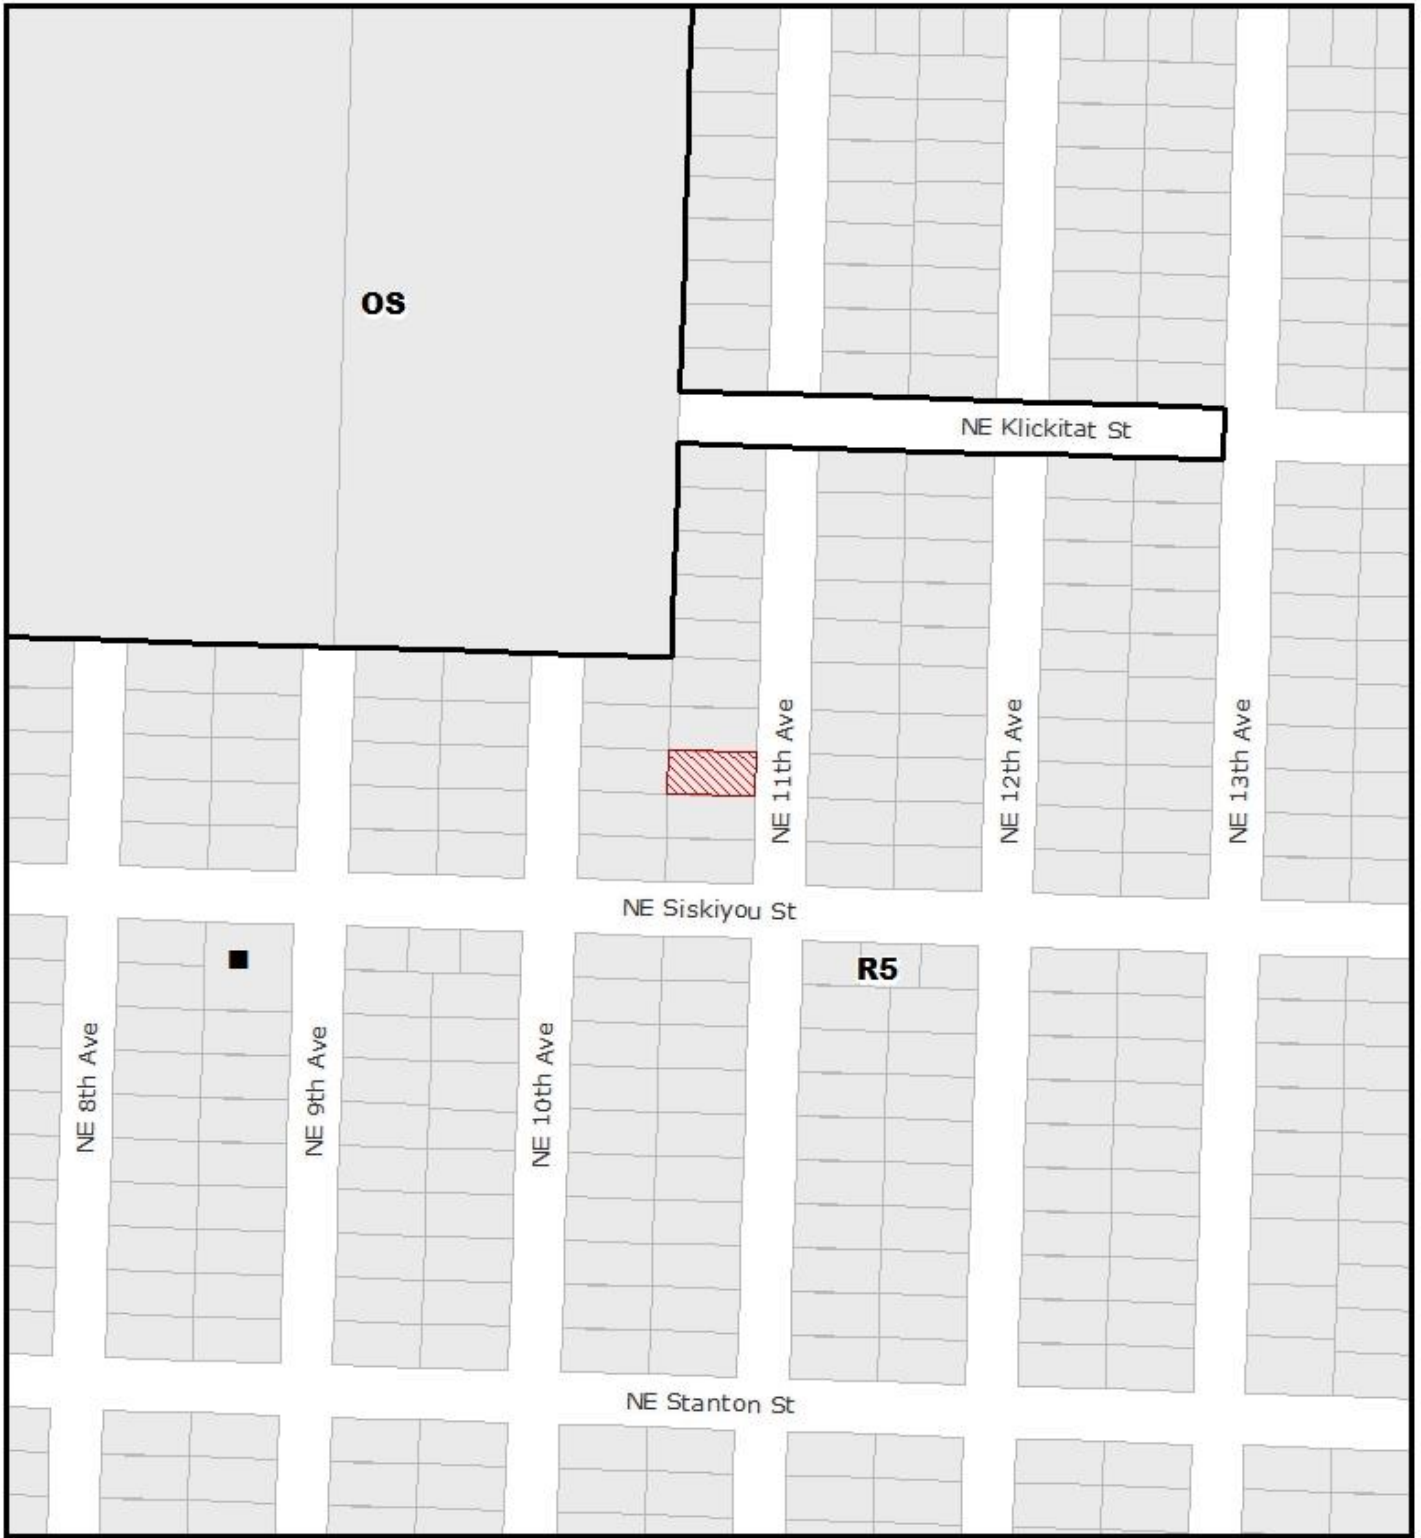 OS
NE Klickitat St
NE 11th Ave
NE 12th Ave
NE 13th Ave
NE Siskiyou St
R5
NE 8th Ave
NE 9th Ave
NE 10th Ave
NE Stanton St